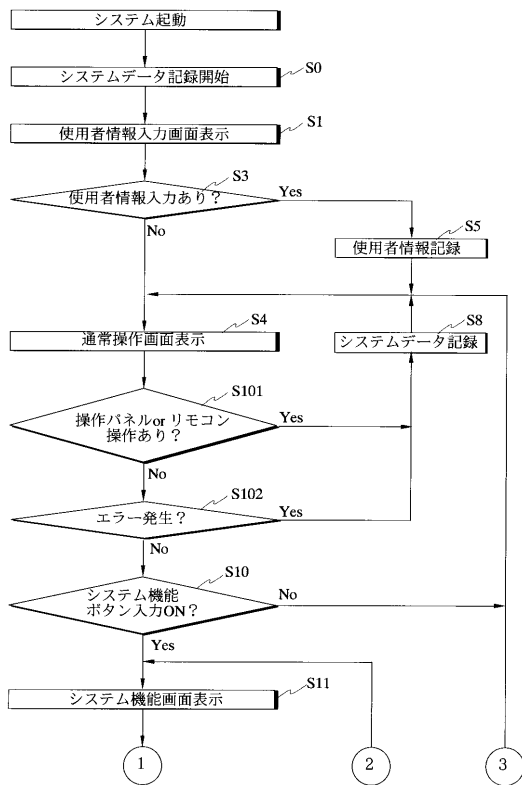 システム起動
システムデータ記録開始
S0
使用者情報入力画面表示
S1
使用者情報入力あり？
S3
Yes
No
使用者情報記録
S5
通常操作画面表示
S4
システムデータ記録
S8
操作パネルor リモコン
操作あり？
S101
Yes
No
エラー発生？
S102
Yes
No
システム機能
ボタン入力ON？
S10
No
Yes
システム機能画面表示
S11
1
2
3